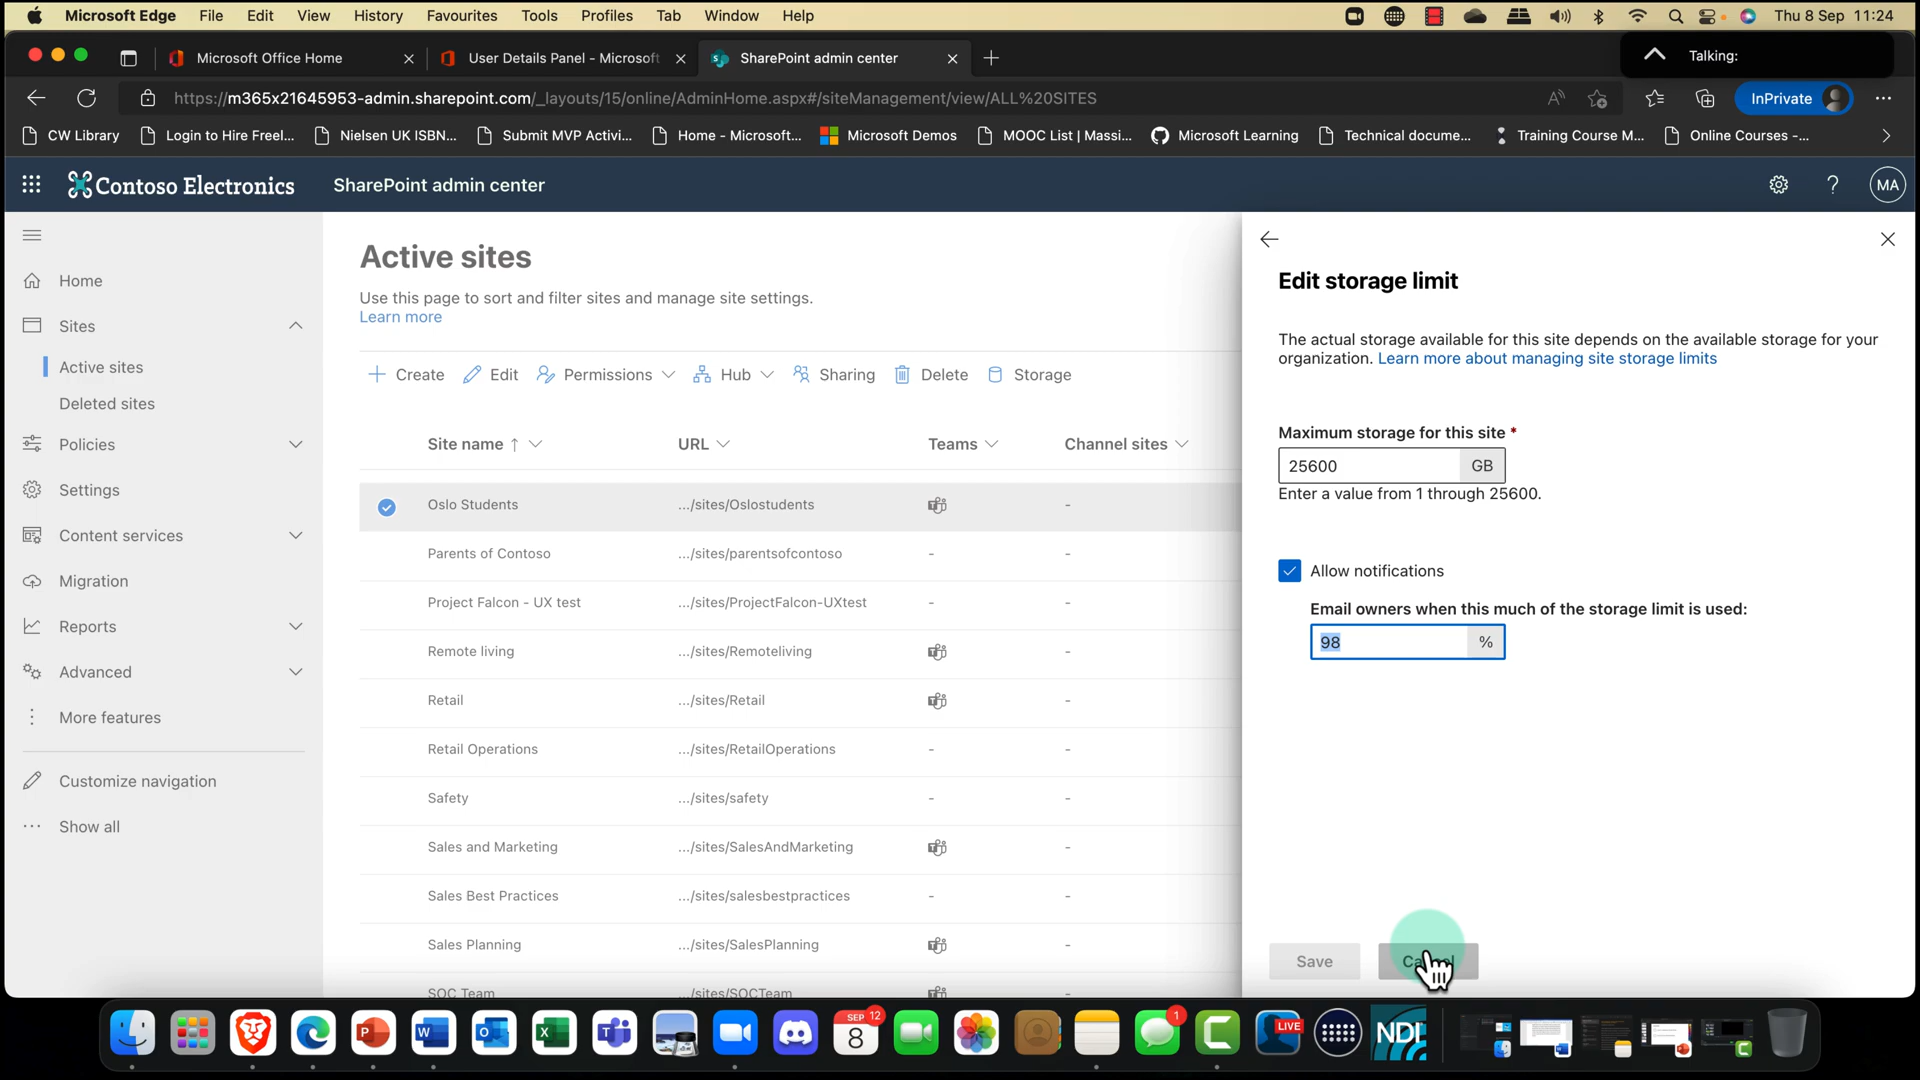 Microsoft Edge File Edit View History Favourites Tools Profiles Tab Window Help Thu 8 Sep 11:24
Microsoft Office Home
User Details Panel - Microsoft
SharePoint admin center
Talking:
https://m365x21645953-admin.sharepoint.com/_layouts/15/online/AdminHome.aspx#/siteManagement/view/ALL%20SITES
InPrivate
CW Library Login to Hire Freel... Nielsen UK ISBN... Submit MVP Activi... Home - Microsoft... Microsoft Demos MOOC List | Massi... Microsoft Learning Technical docume... Training Course M... Online Courses -...
Contoso Electronics SharePoint admin center ? MA
Home
Sites
Active sites
Deleted sites
Policies
Settings
Content services
Migration
Reports
Advanced
More features
Customize navigation
Show all
Active sites
Use this page to sort and filter sites and manage site settings.
Learn more
Create Edit Permissions Hub Sharing Delete Storage
Site name ↑ URL Teams Channel sites
Oslo Students .../sites/Oslostudents -
Parents of Contoso .../sites/parentsofcontoso - -
Project Falcon - UX test .../sites/ProjectFalcon-UXtest - -
Remote living .../sites/Remoteliving -
Retail .../sites/Retail -
Retail Operations .../sites/RetailOperations - -
Safety .../sites/safety - -
Sales and Marketing .../sites/SalesAndMarketing -
Sales Best Practices .../sites/salesbestpractices - -
Sales Planning .../sites/SalesPlanning -
SOC Team .../sites/SOCTeam
Edit storage limit
The actual storage available for this site depends on the available storage for your
organization. Learn more about managing site storage limits
Maximum storage for this site *
25600 GB
Enter a value from 1 through 25600.
Allow notifications
Email owners when this much of the storage limit is used:
98 %
Save
SEP 12
8
1
LIVE
NDI